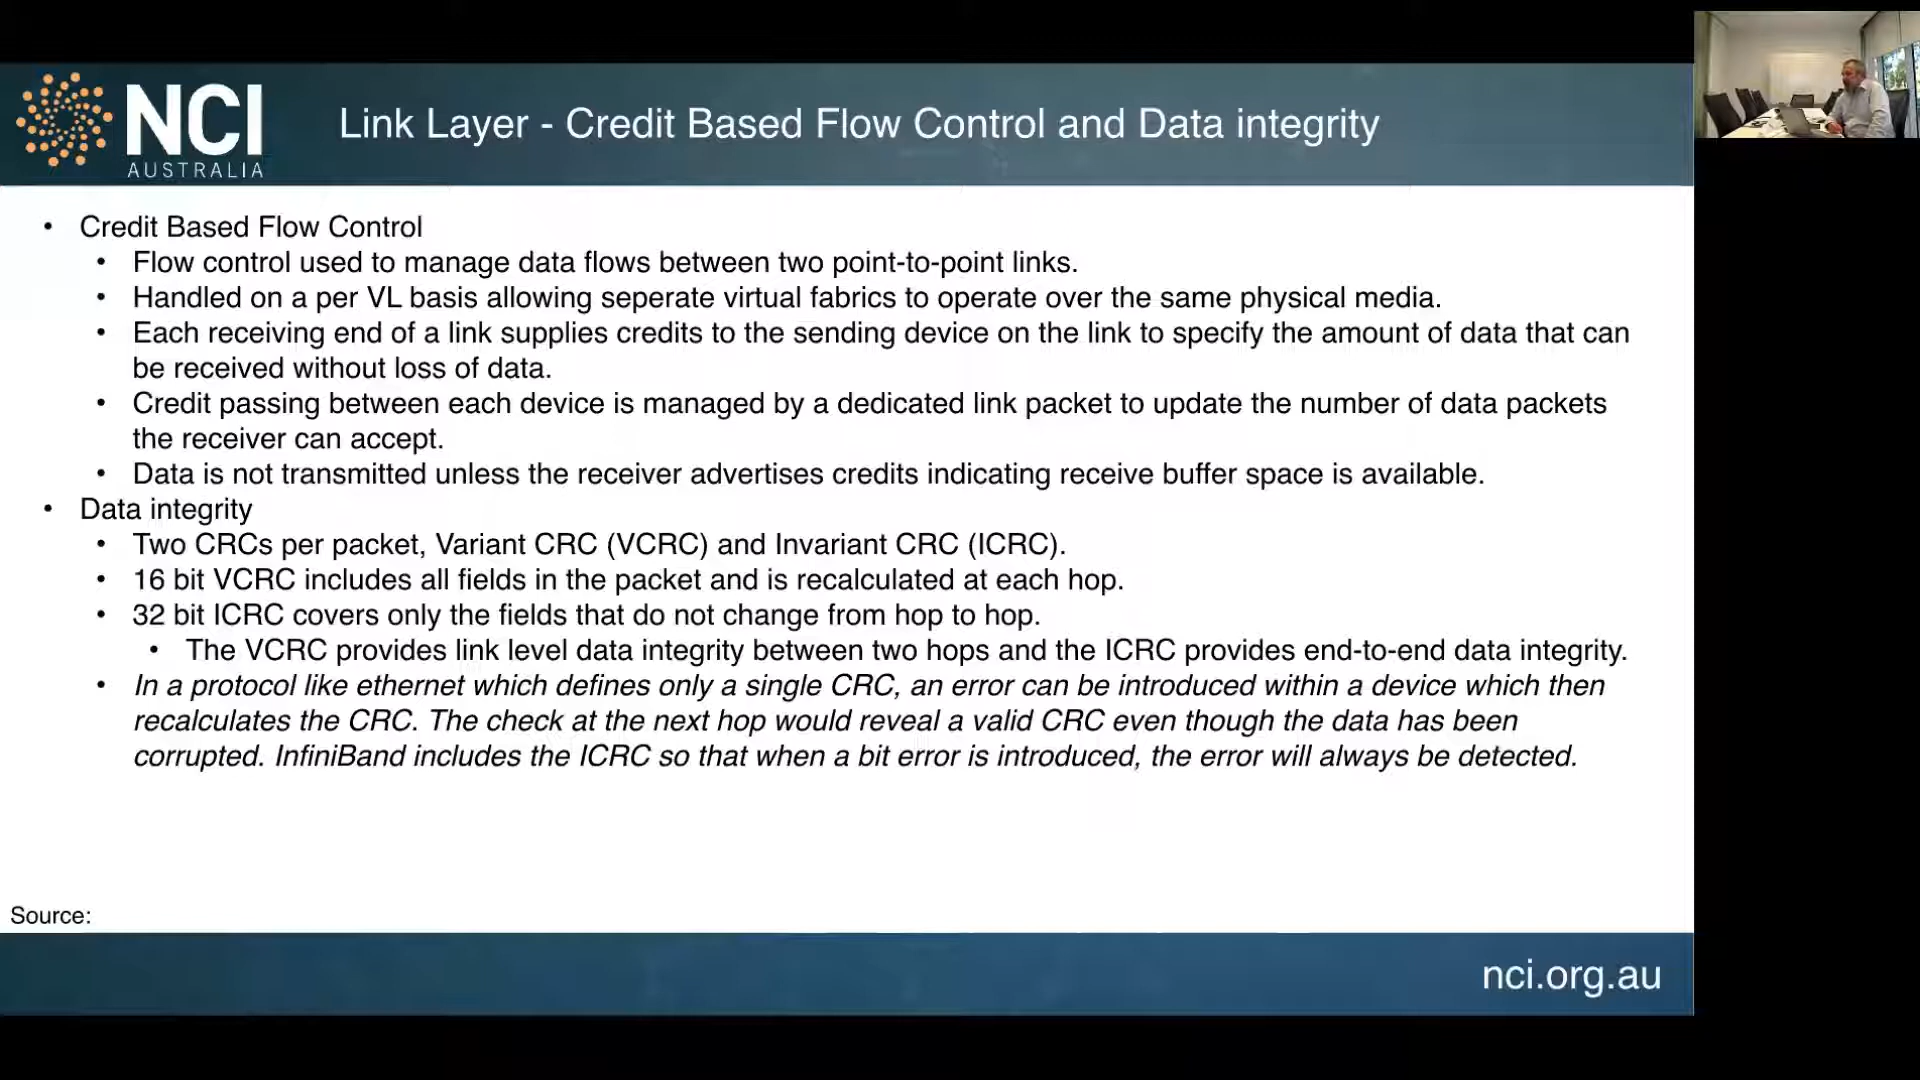 NCI
AUSTRALIA
Link Layer - Credit Based Flow Control and Data integrity
• Credit Based Flow Control
• Flow control used to manage data flows between two point-to-point links.
• Handled on a per VL basis allowing seperate virtual fabrics to operate over the same physical media.
• Each receiving end of a link supplies credits to the sending device on the link to specify the amount of data that can
be received without loss of data.
• Credit passing between each device is managed by a dedicated link packet to update the number of data packets
the receiver can accept.
• Data is not transmitted unless the receiver advertises credits indicating receive buffer space is available.
• Data integrity
• Two CRCs per packet, Variant CRC (VCRC) and Invariant CRC (ICRC).
• 16 bit VCRC includes all fields in the packet and is recalculated at each hop.
• 32 bit ICRC covers only the fields that do not change from hop to hop.
• The VCRC provides link level data integrity between two hops and the ICRC provides end-to-end data integrity.
• In a protocol like ethernet which defines only a single CRC, an error can be introduced within a device which then
recalculates the CRC. The check at the next hop would reveal a valid CRC even though the data has been
corrupted. InfiniBand includes the ICRC so that when a bit error is introduced, the error will always be detected.
Source:
nci.org.au